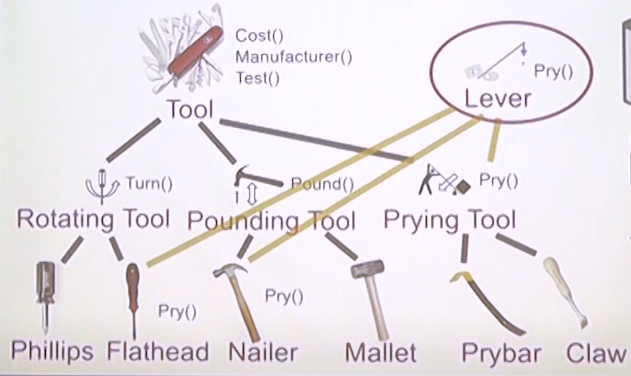 Cost()
Manufacturer()
Test()
Pry()
Lever
Tool
Turn()
Pound()
Pry()
Rotating Tool
Pounding Tool
Prying Tool
Pry()
Pry()
Phillips
Flathead
Nailer
Mallet
Prybar
Claw